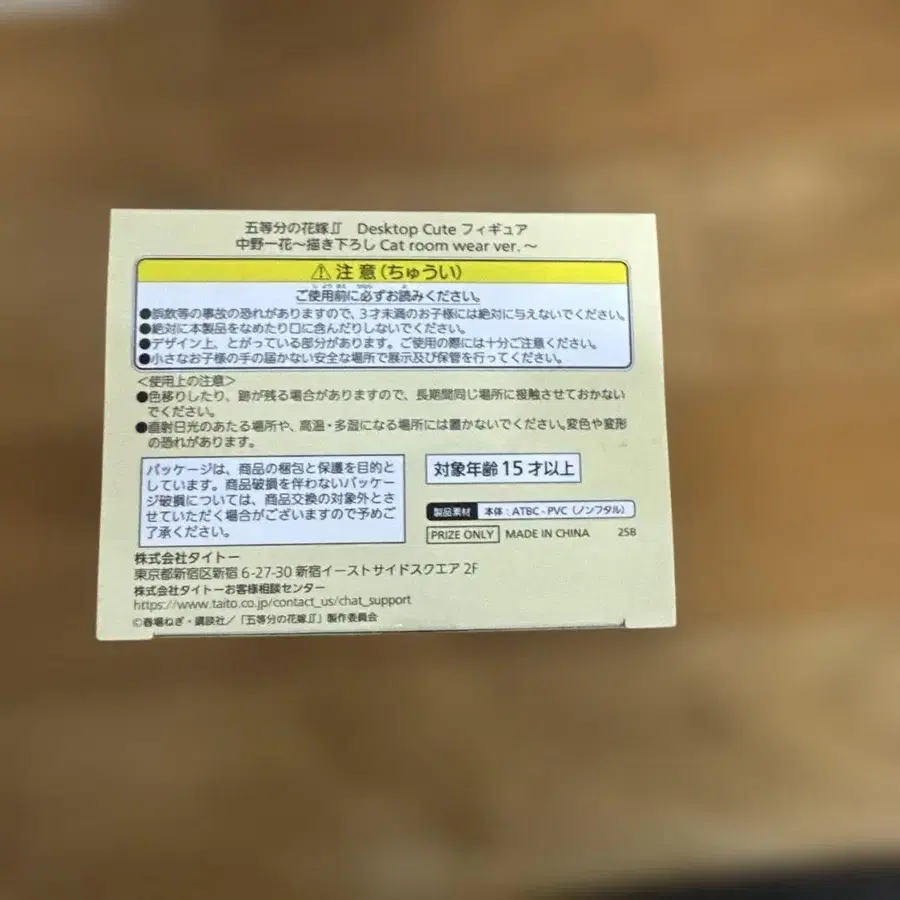 五等分の花嫁∬ Desktop Cute フィギュア
中野一花～描き下ろし Cat room wear ver.～
⚠注意(ちゅうい)
ご使用前に必ずお読みください。
●誤飲等の事故の恐れがありますので、3才未満のお子様には絶対に与えないでください。
●絶対に本製品をなめたり口に含んだりしないでください。
●デザイン上、とがっている部分があります。ご使用の際には十分ご注意ください。
●小さなお子様の手の届かない安全な場所で展示及び保管を行ってください。
＜使用上の注意＞
●色移りしたり、跡が残る場合がありますので、長期間同じ場所に接触させておかない
でください。
●直射日光のあたる場所や、高温・多湿になる場所には置かないでください。変色や変形
の恐れがあります。
パッケージは、商品の梱包と保護を目的と
しています。商品破損を伴わないパッケー
ジ破損については、商品交換の対象外とさ
せていただく場合がございますので予めご
了承ください。
対象年齢15才以上
製品素材 本体：ATBC-PVC（ノンフタル）
PRIZE ONLY MADE IN CHINA 25B
株式会社タイトー
東京都新宿区新宿6-27-30 新宿イーストサイドスクエア 2F
株式会社タイトーお客様相談センター
https://www.taito.co.jp/contact_us/chat_support
©春場ねぎ・講談社／「五等分の花嫁∬」製作委員会